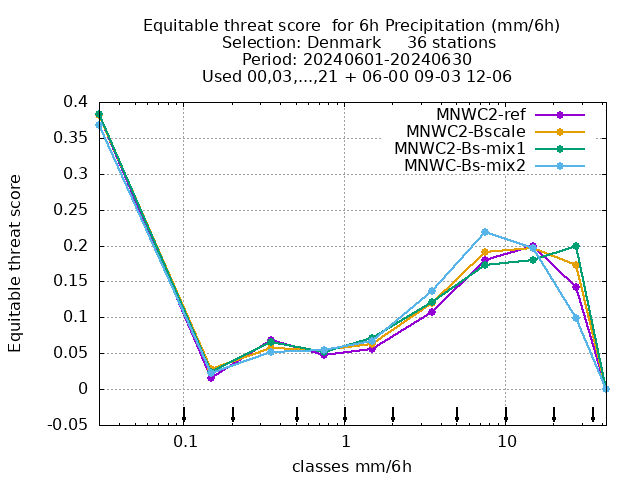 Equitable threat score  for 6h Precipitation (mm/6h)
Selection: Denmark     36 stations
Period: 20240601-20240630
Used 00,03,...,21 + 06-00 09-03 12-06
MNWC2-ref
MNWC2-Bscale
MNWC2-Bs-mix1
MNWC-Bs-mix2
Equitable threat score
0.4
0.35
0.3
0.25
0.2
0.15
0.1
0.05
0
-0.05
0.1 1 10
classes mm/6h